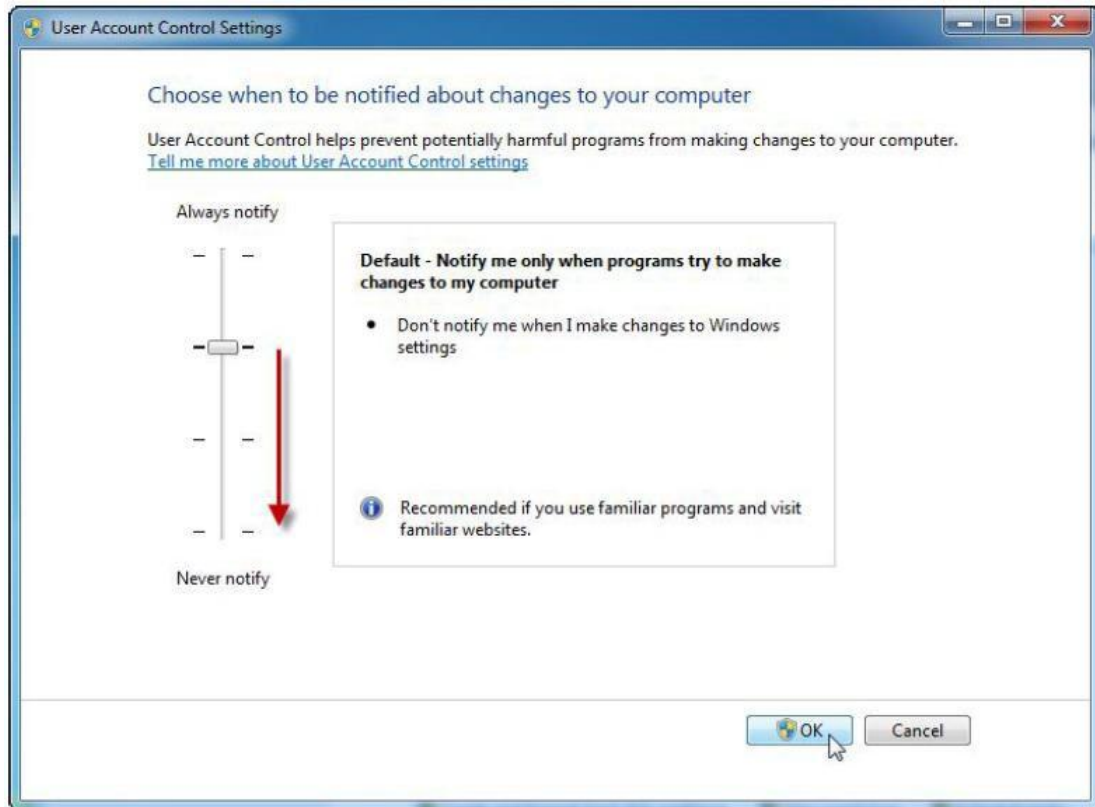 User Account Control Settings
Choose when to be notified about changes to your computer
User Account Control helps prevent potentially harmful programs from making changes to your computer.
Tell me more about User Account Control settings
Always notify
Default - Notify me only when programs try to make
changes to my computer
• Don't notify me when I make changes to Windows
settings
Recommended if you use familiar programs and visit
familiar websites.
Never notify
OK
Cancel